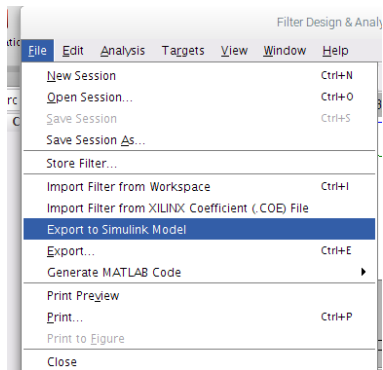 Filter Design & Analy
File Edit Analysis Targets View Window Help
New Session Ctrl+N
Open Session... Ctrl+O
Save Session Ctrl+S
Save Session As...
Store Filter...
Import Filter from Workspace Ctrl+I
Import Filter from XILINX Coefficient (.COE) File
Export to Simulink Model
Export... Ctrl+E
Generate MATLAB Code
Print Preview
Print... Ctrl+P
Print to Figure
Close